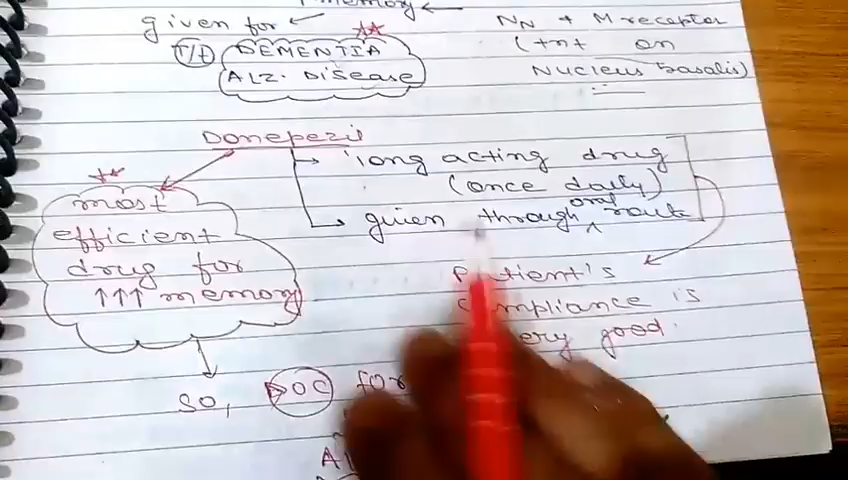 memory ←
given for
NN + M receptor
T/t DEMENTIA
(+nt on
ALZ. Disease
Nucleus basalis)
Donepezil
long acting drug
(once daily)
given through oral route
most
efficient
drug for
↑↑↑ memory
Patient's
compliance is
very good.
so, DOC for